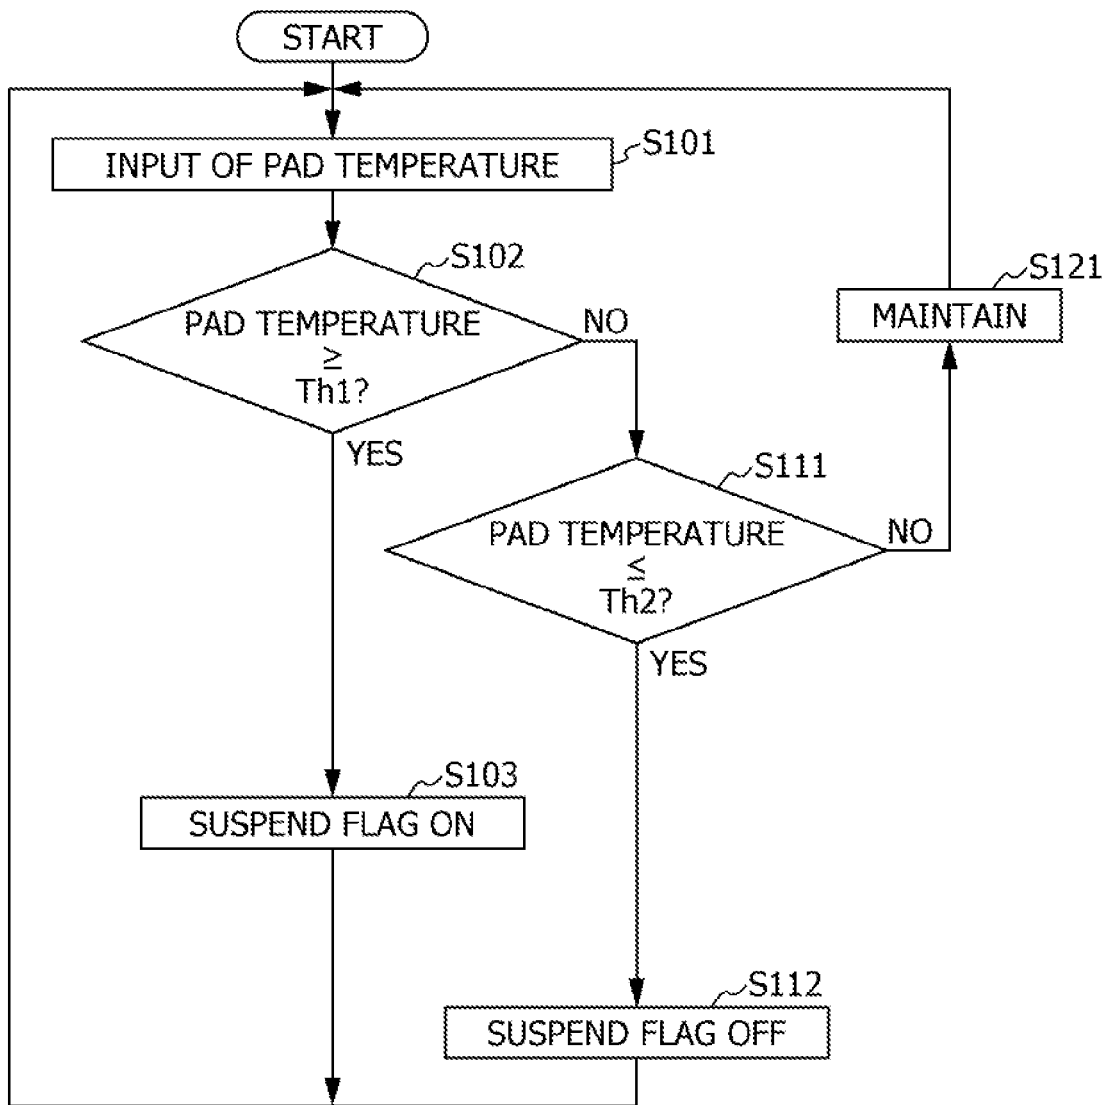 START
INPUT OF PAD TEMPERATURE
S101
S102
PAD TEMPERATURE
≥
Th1?
NO
YES
S121
MAINTAIN
S111
PAD TEMPERATURE
≤
Th2?
NO
YES
S103
SUSPEND FLAG ON
S112
SUSPEND FLAG OFF